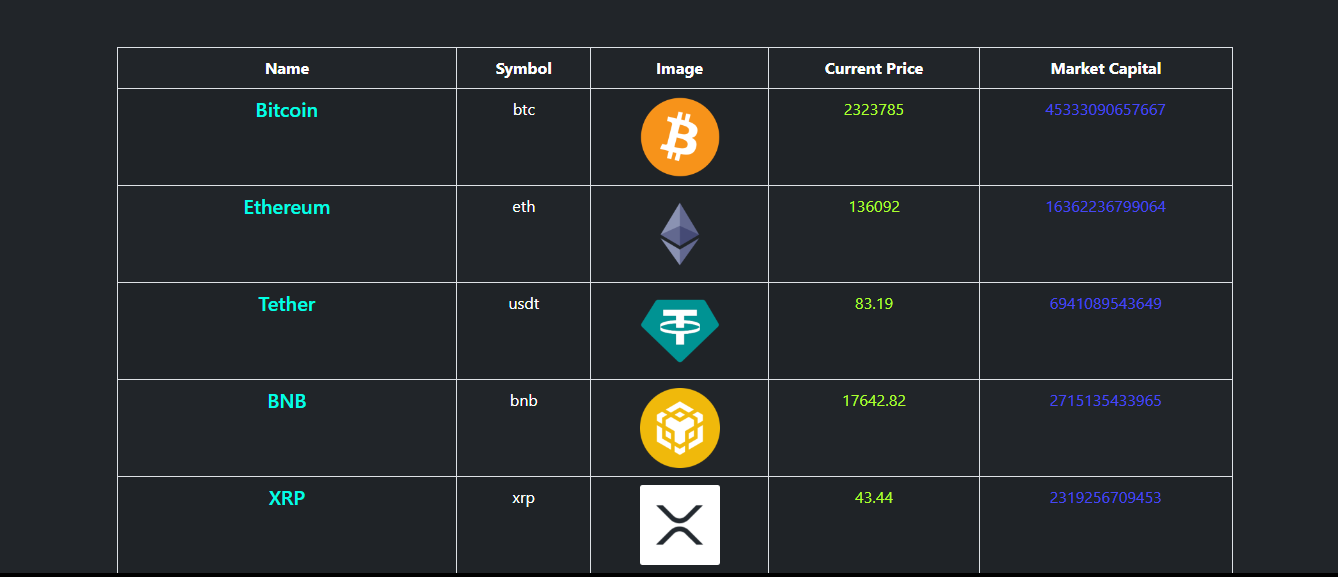 Name Symbol Image Current Price Market Capital
Bitcoin btc 2323785 45333090657667
Ethereum eth 136092 16362236799064
Tether usdt 83.19 6941089543649
BNB bnb 17642.82 2715135433965
XRP xrp 43.44 2319256709453